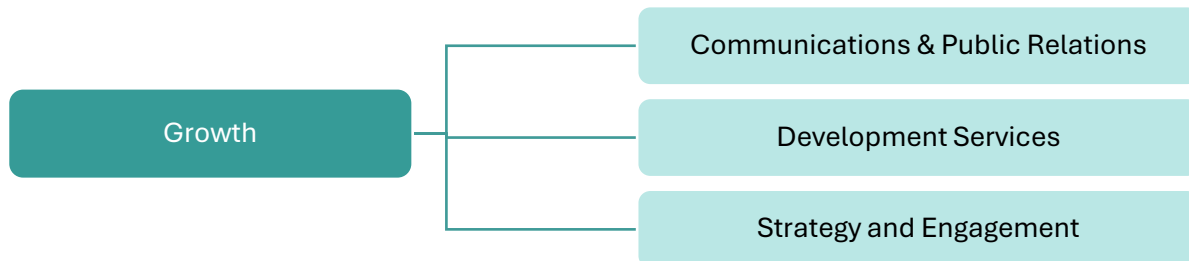 Communications & Public Relations
Growth
Development Services
Strategy and Engagement